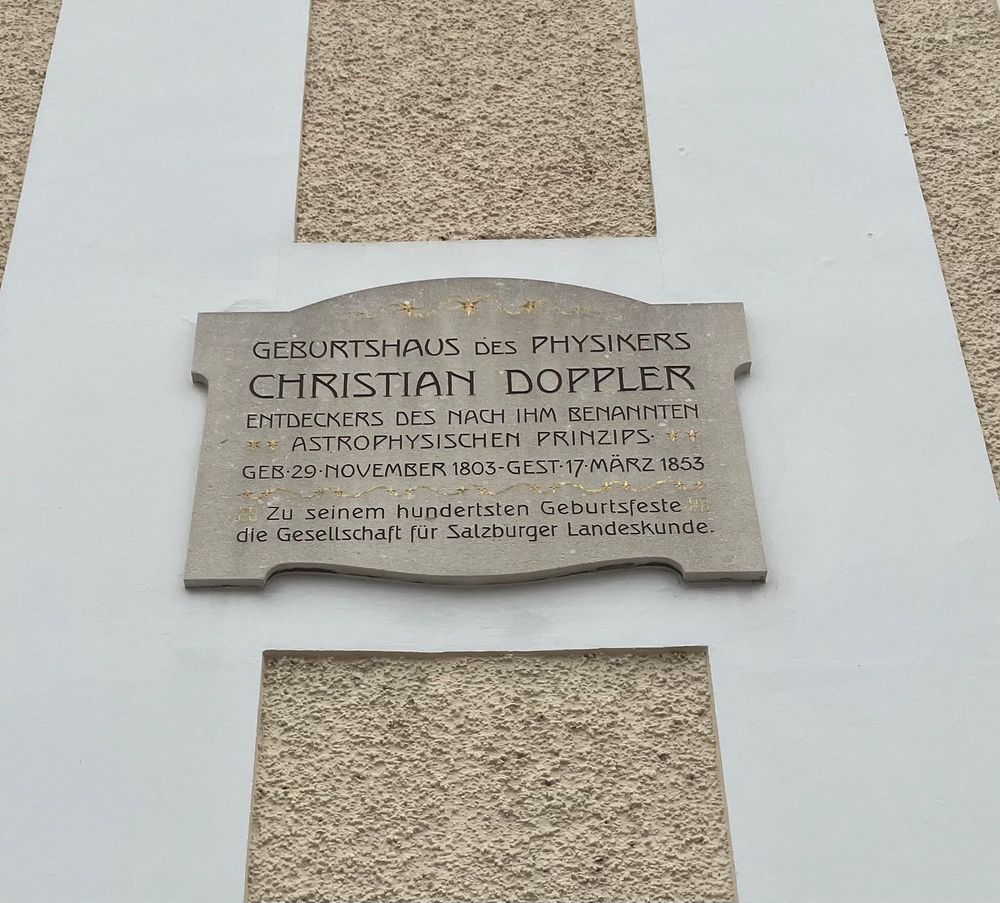 GEBURTSHAUS DES PHYSIKERS
CHRISTIAN DOPPLER
ENTDECKERS DES NACH IHM BENANNTEN
ASTROPHYSISCHEN PRINZIPS·
GEB·29·NOVEMBER 1803-GEST·17·MÄRZ 1853
Zu seinem hundertsten Geburtsfeste
die Gesellschaft für Salzburger Landeskunde.